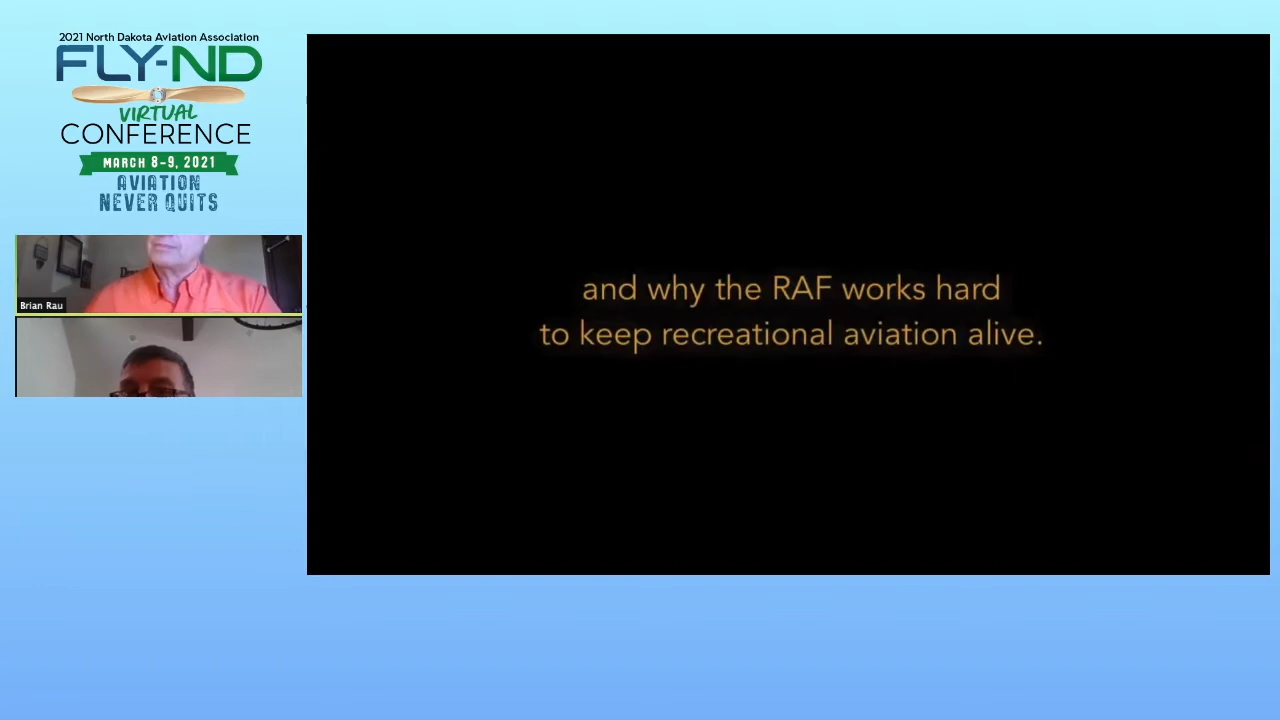 2021 North Dakota Aviation Association
FLY-ND
VIRTUAL
CONFERENCE
MARCH 8-9, 2021
AVIATION
NEVER QUITS
Brian Rau
and why the RAF works hard
to keep recreational aviation alive.